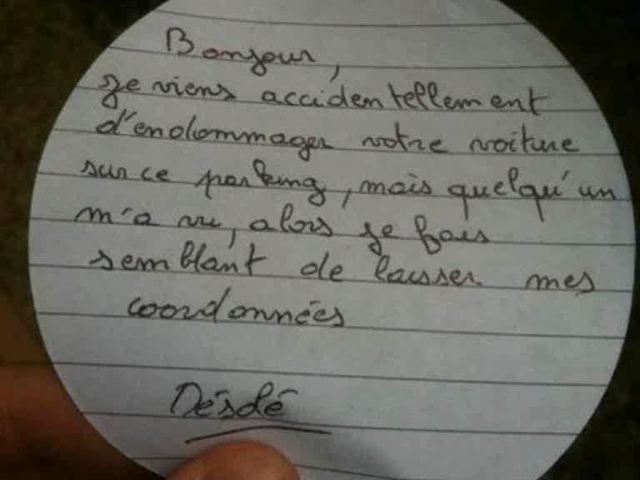 Bonjour,
je viens accidentellement
d'endommager votre voiture
sur ce parking, mais quelqu'un
m'a vu, alors je fais
semblant de laisser mes
coordonnées
Désolé